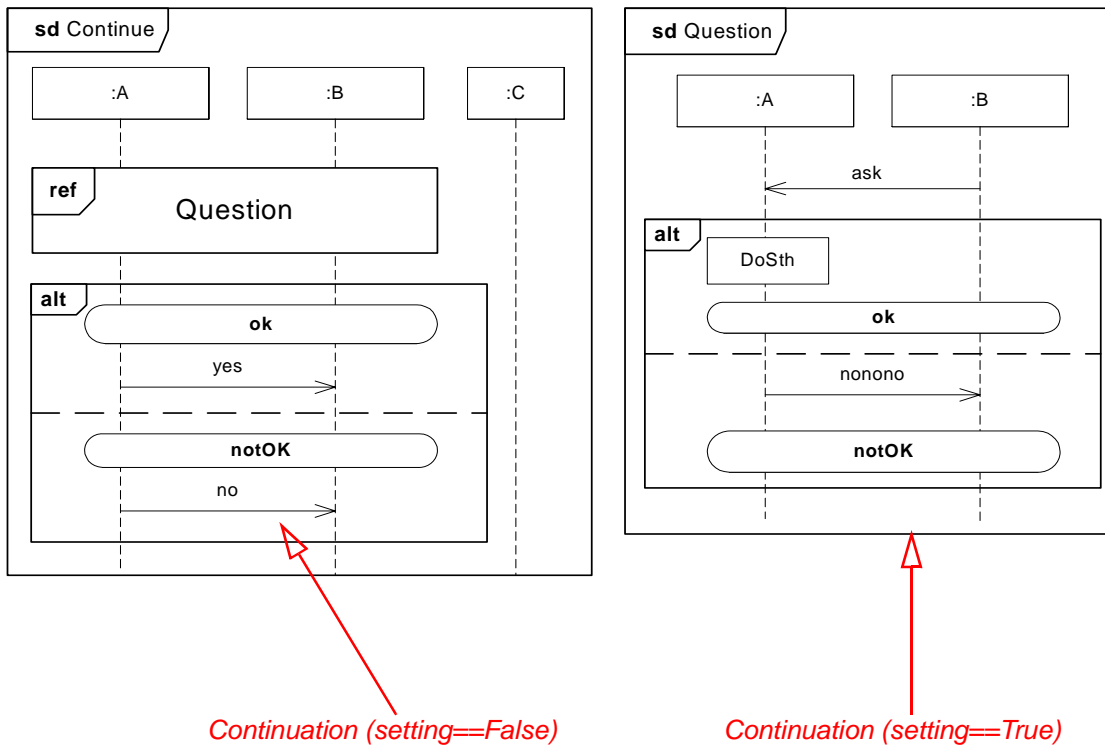 sd Continue
:A
:B
:C
ref
Question
alt
ok
yes
notOK
no
Continuation (setting==False)
sd Question
:A
:B
ask
alt
DoSth
ok
nonono
notOK
Continuation (setting==True)